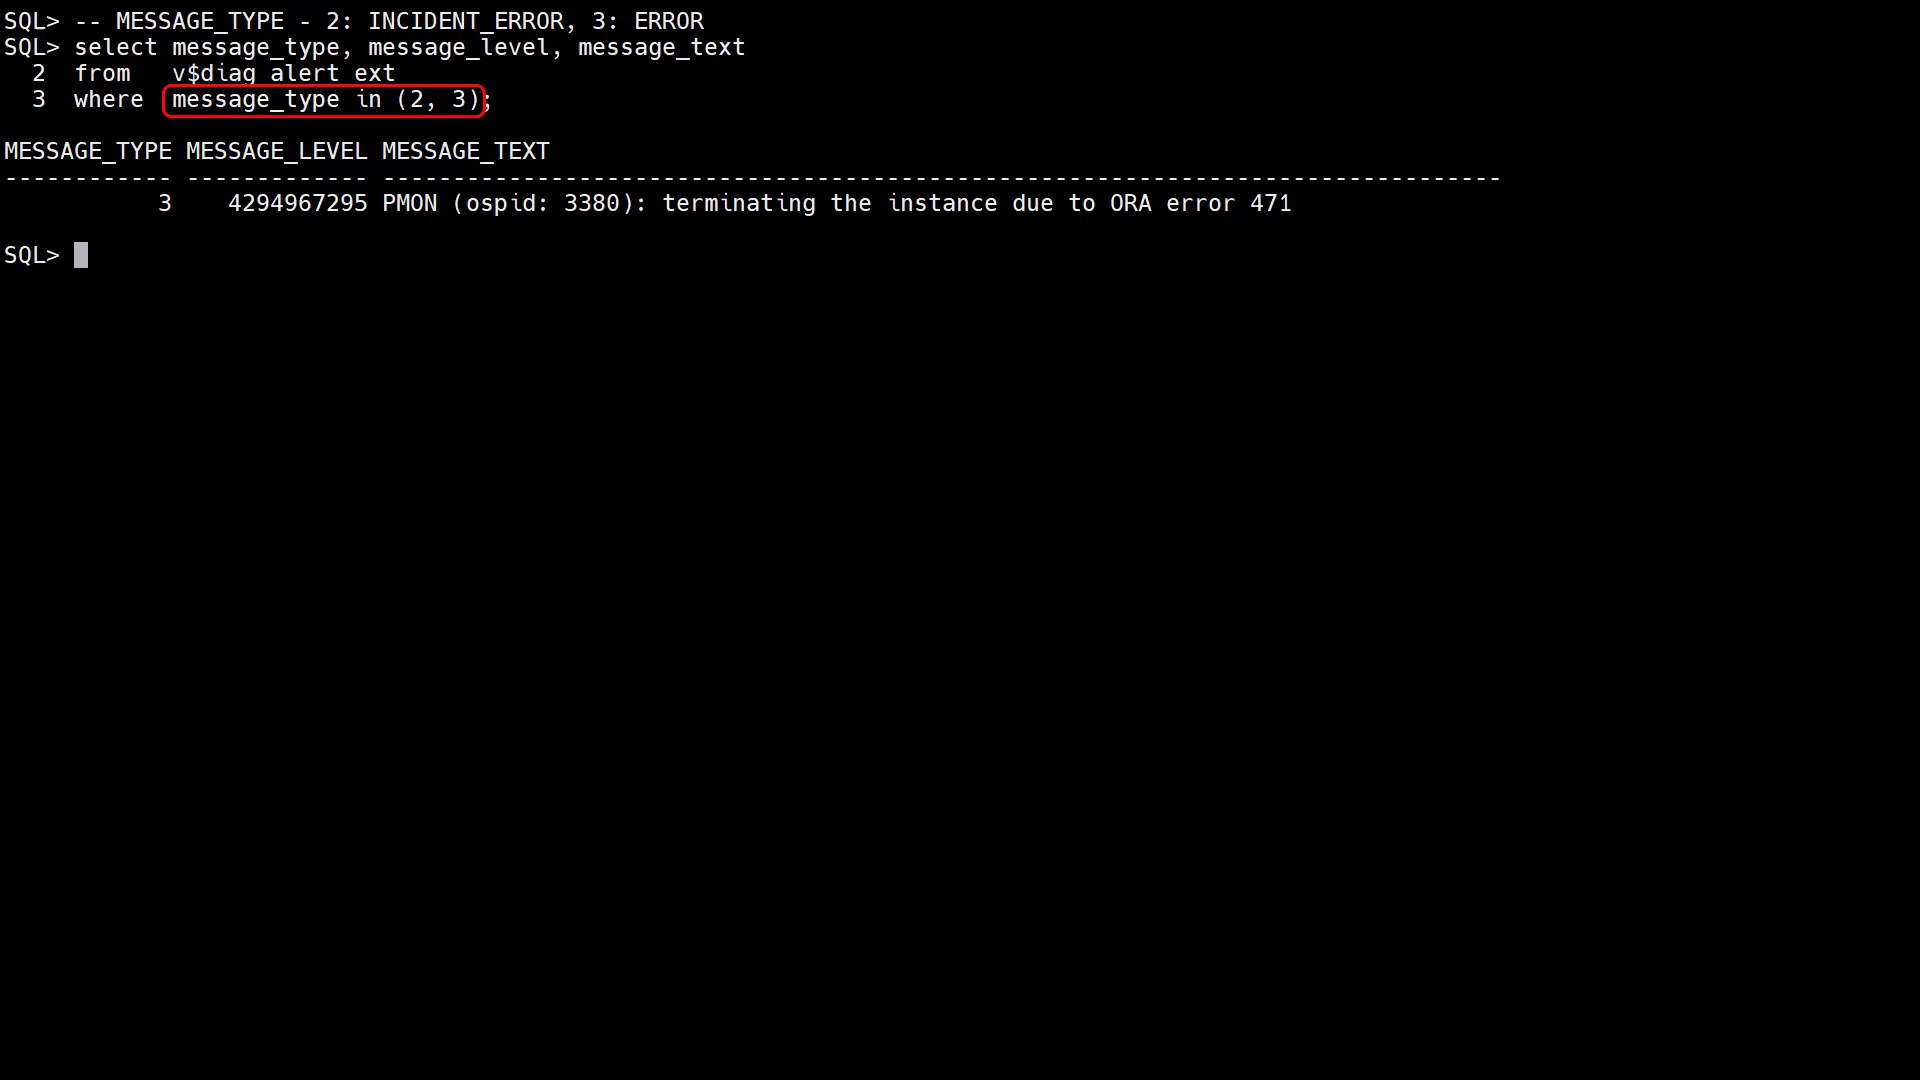 SQL> -- MESSAGE_TYPE - 2: INCIDENT_ERROR, 3: ERROR
SQL> select message_type, message_level, message_text
  2  from   v$diag_alert_ext
  3  where  message_type in (2, 3);
MESSAGE_TYPE MESSAGE_LEVEL MESSAGE_TEXT
------------ ------------- --------------------------------------------------------------------------------
           3    4294967295 PMON (ospid: 3380): terminating the instance due to ORA error 471
SQL>